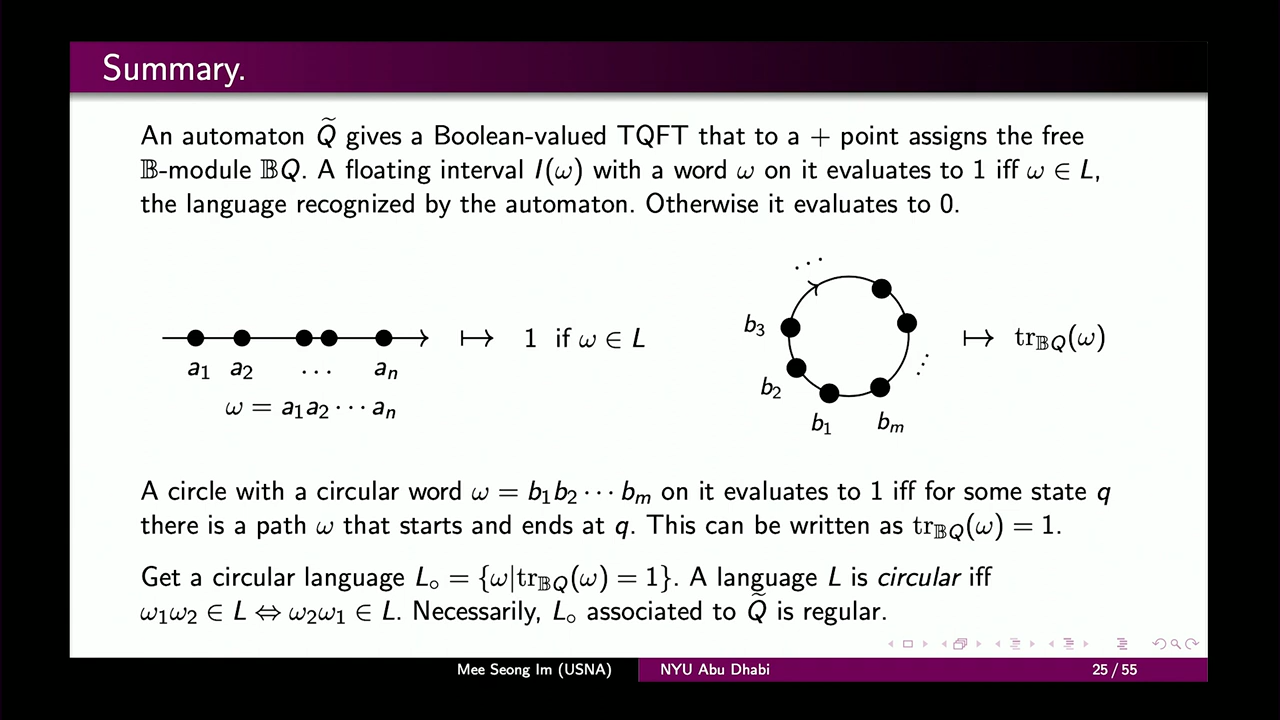 Summary.
An automaton Q̃ gives a Boolean-valued TQFT that to a + point assigns the free
𝔹-module 𝔹Q. A floating interval I(ω) with a word ω on it evaluates to 1 iff ω ∈ L,
the language recognized by the automaton. Otherwise it evaluates to 0.
a₁ a₂ ⋯ aₙ
↦ 1 if ω ∈ L
ω = a₁a₂⋯aₙ
⋯
b₃
b₂
b₁
bₘ
⋰
↦ tr_𝔹Q(ω)
A circle with a circular word ω = b₁b₂⋯bₘ on it evaluates to 1 iff for some state q
there is a path ω that starts and ends at q. This can be written as tr_𝔹Q(ω) = 1.
Get a circular language L∘ = {ω|tr_𝔹Q(ω) = 1}. A language L is circular iff
ω₁ω₂ ∈ L ⇔ ω₂ω₁ ∈ L. Necessarily, L∘ associated to Q̃ is regular.
Mee Seong Im (USNA)
NYU Abu Dhabi
25 / 55